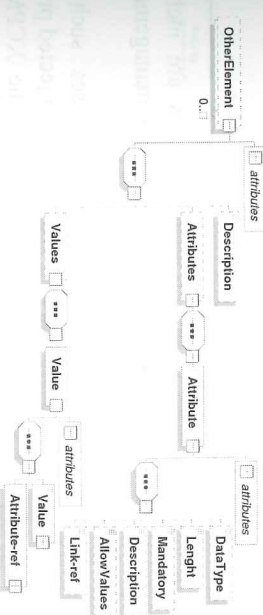 OtherElement
0..
attributes
Description
Attributes
Attribute
attributes
DataType
Lenght
Mandatory
Description
AllowValues
Link-ref
Values
Value
attributes
Value
Attribute-ref